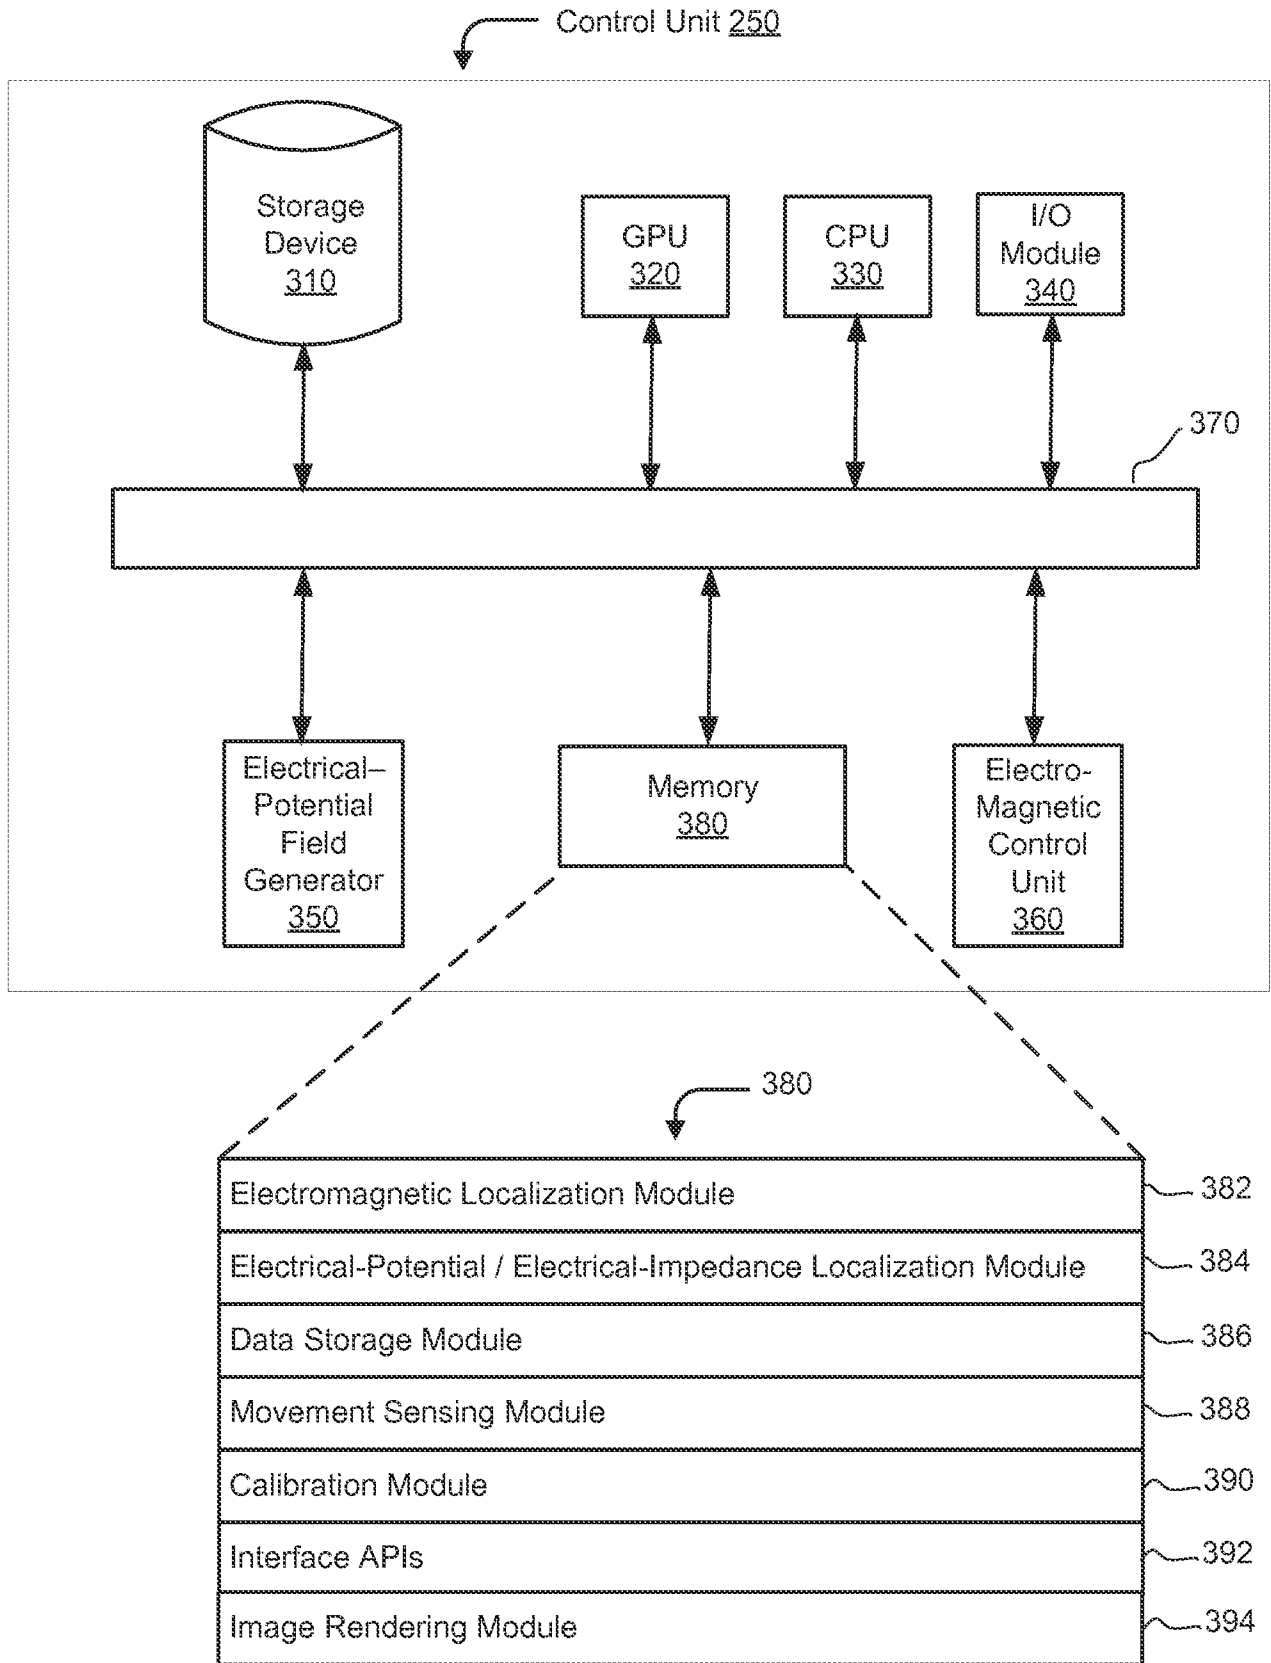 Control Unit 250
Storage
Device
310
GPU
320
CPU
330
I/O
Module
340
370
Electrical–
Potential
Field
Generator
350
Memory
380
Electro-
Magnetic
Control
Unit
360
380
Electromagnetic Localization Module
382
Electrical-Potential / Electrical-Impedance Localization Module
384
Data Storage Module
386
Movement Sensing Module
388
Calibration Module
390
Interface APIs
392
Image Rendering Module
394